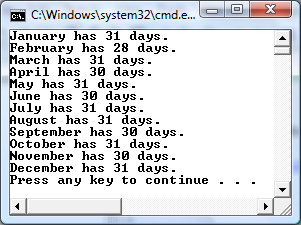 C:\Windows\system32\cmd.e...
January has 31 days.
February has 28 days.
March has 31 days.
April has 30 days.
May has 31 days.
June has 30 days.
July has 31 days.
August has 31 days.
September has 30 days.
October has 31 days.
November has 30 days.
December has 31 days.
Press any key to continue . . .